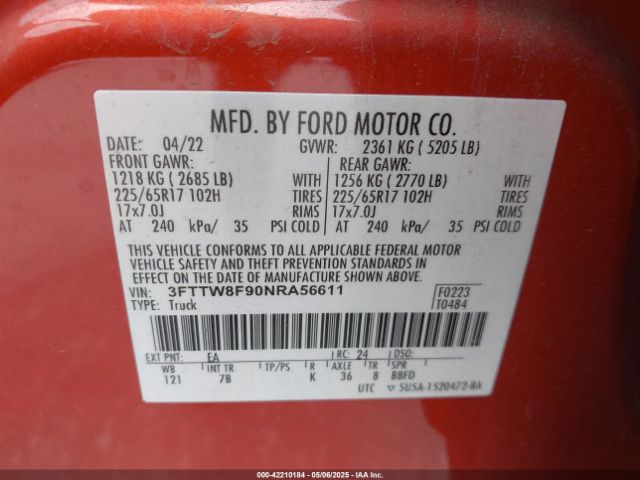 MFD. BY FORD MOTOR CO.
DATE: 04/22 GVWR: 2361 KG ( 5205 LB)
FRONT GAWR: REAR GAWR:
1218 KG ( 2685 LB) WITH 1256 KG ( 2770 LB) WITH
225/65R17 102H TIRES 225/65R17 102H TIRES
17x7.0J RIMS 17x7.0J RIMS
AT 240 kPa/ 35 PSI COLD AT 240 kPa/ 35 PSI COLD
THIS VEHICLE CONFORMS TO ALL APPLICABLE FEDERAL MOTOR
VEHICLE SAFETY AND THEFT PREVENTION STANDARDS IN
EFFECT ON THE DATE OF MANUFACTURE SHOWN ABOVE.
VIN: 3FTTW8F90NRA56611 F0223
TYPE: Truck T0484
EXT PNT: EA RC: 24 DSO:
WB INT TR TP/PS R AXLE TR SPR
121 7B K 36 8 BBFD
UTC 5U5A-1520472-BA
000-42210184 - 05/06/2025 - IAA Inc.